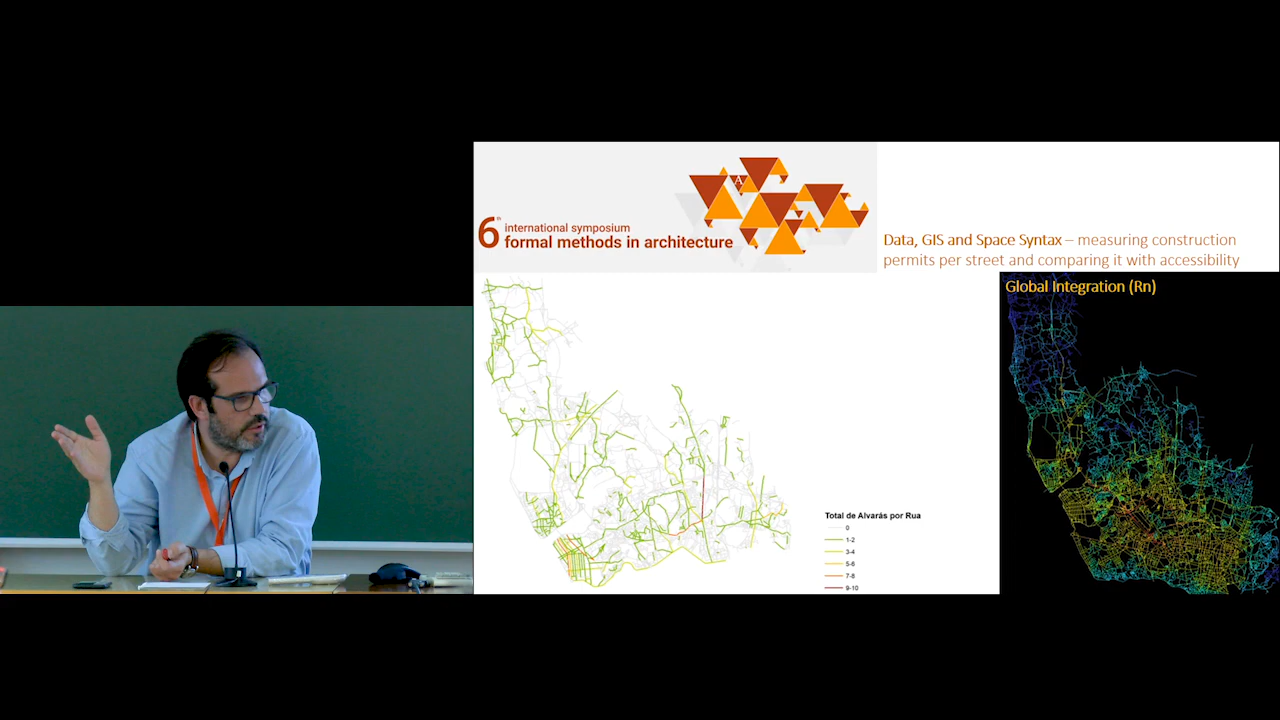 6th
international symposium
formal methods in architecture
A
Data, GIS and Space Syntax – measuring construction
permits per street and comparing it with accessibility
Global Integration (Rn)
Total de Alvarás por Rua
0
1-2
3-4
5-6
7-8
9-10